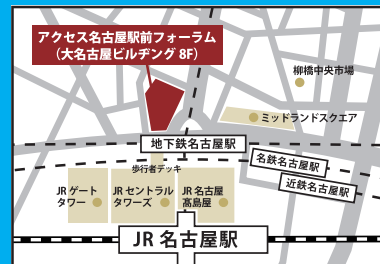 アクセス名古屋駅前フォーラム
（大名古屋ビルヂング 8F）
柳橋中央市場
ミッドランドスクエア
地下鉄名古屋駅
名鉄名古屋駅
歩行者デッキ
近鉄名古屋駅
JR ゲート
タワー
JR セントラル
タワーズ
JR 名古屋
髙島屋
JR 名古屋駅